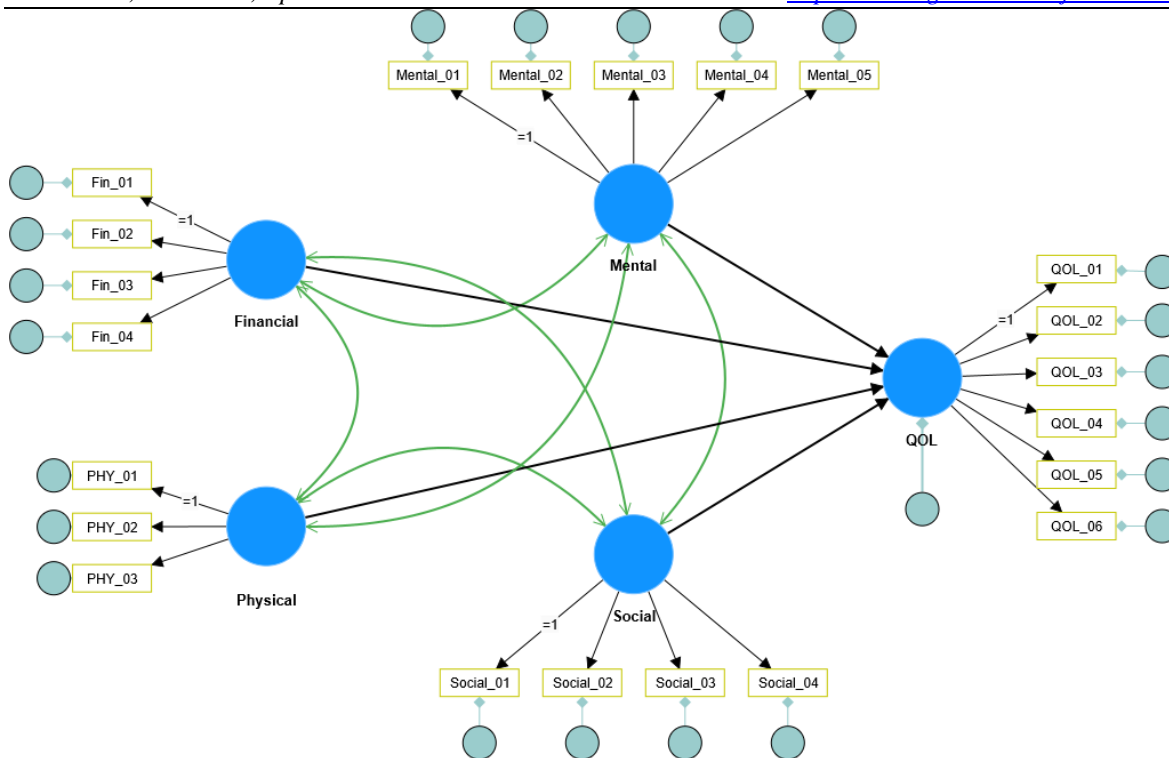 Mental_01
Mental_02
Mental_03
Mental_04
Mental_05
=1
Mental
Fin_01
Fin_02
Fin_03
Fin_04
=1
Financial
QOL_01
QOL_02
QOL_03
QOL_04
QOL_05
QOL_06
=1
QOL
PHY_01
PHY_02
PHY_03
=1
Physical
Social
=1
Social_01
Social_02
Social_03
Social_04